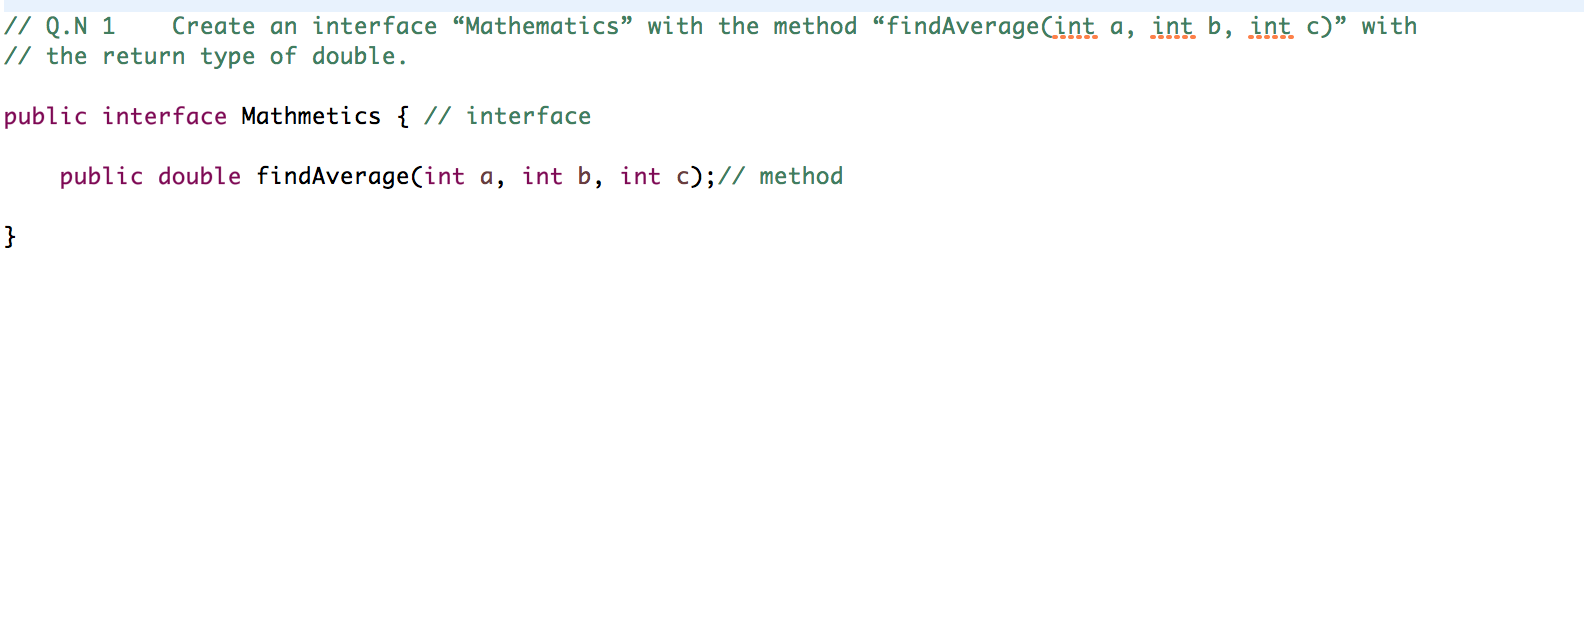 // Q.N 1    Create an interface “Mathematics” with the method “findAverage(int a, int b, int c)” with
// the return type of double.
public interface Mathmetics { // interface
    public double findAverage(int a, int b, int c);// method
}